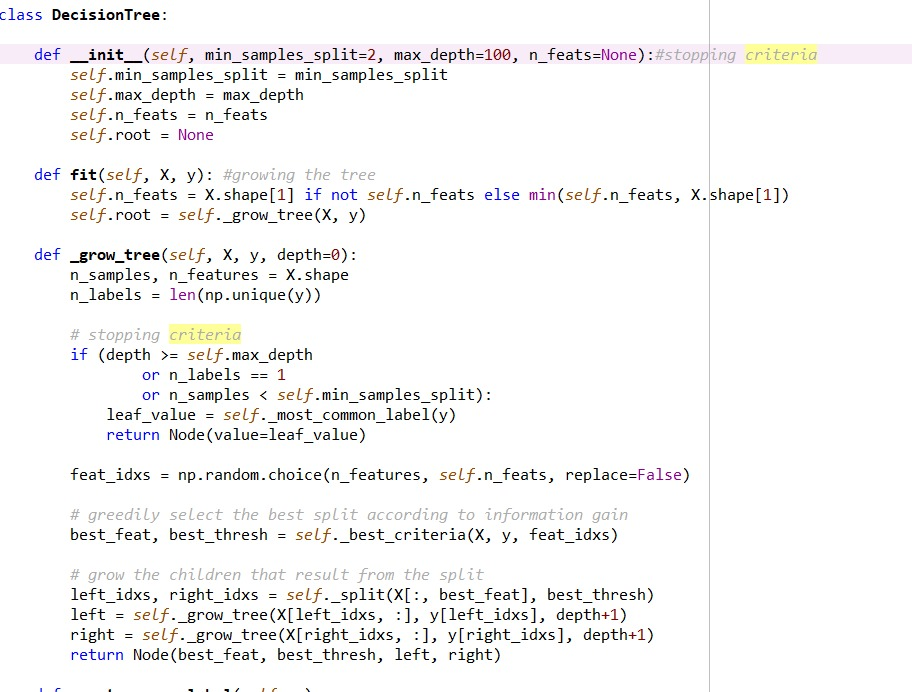 class DecisionTree:
def __init__(self, min_samples_split=2, max_depth=100, n_feats=None):#stopping criteria
self.min_samples_split = min_samples_split
self.max_depth = max_depth
self.n_feats = n_feats
self.root = None
def fit(self, X, y): #growing the tree
self.n_feats = X.shape[1] if not self.n_feats else min(self.n_feats, X.shape[1])
self.root = self._grow_tree(X, y)
def _grow_tree(self, X, y, depth=0):
n_samples, n_features = X.shape
n_labels = len(np.unique(y))
# stopping criteria
if (depth >= self.max_depth
or n_labels == 1
or n_samples < self.min_samples_split):
leaf_value = self._most_common_label(y)
return Node(value=leaf_value)
feat_idxs = np.random.choice(n_features, self.n_feats, replace=False)
# greedily select the best split according to information gain
best_feat, best_thresh = self._best_criteria(X, y, feat_idxs)
# grow the children that result from the split
left_idxs, right_idxs = self._split(X[:, best_feat], best_thresh)
left = self._grow_tree(X[left_idxs, :], y[left_idxs], depth+1)
right = self._grow_tree(X[right_idxs, :], y[right_idxs], depth+1)
return Node(best_feat, best_thresh, left, right)